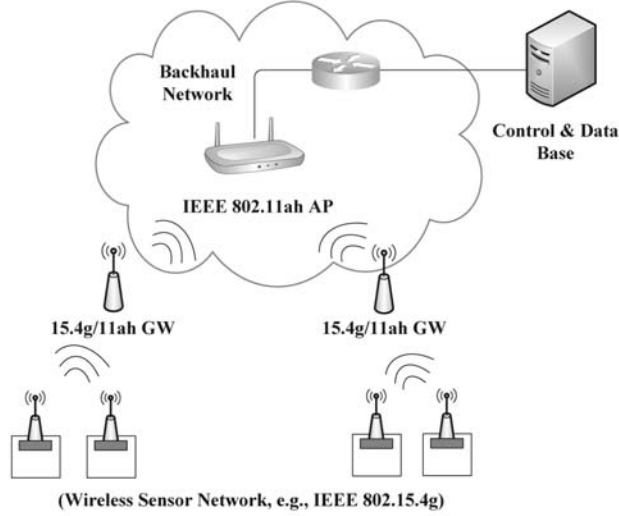 Backhaul
Network
Control & Data
Base
IEEE 802.11ah AP
15.4g/11ah GW
15.4g/11ah GW
(Wireless Sensor Network, e.g., IEEE 802.15.4g)